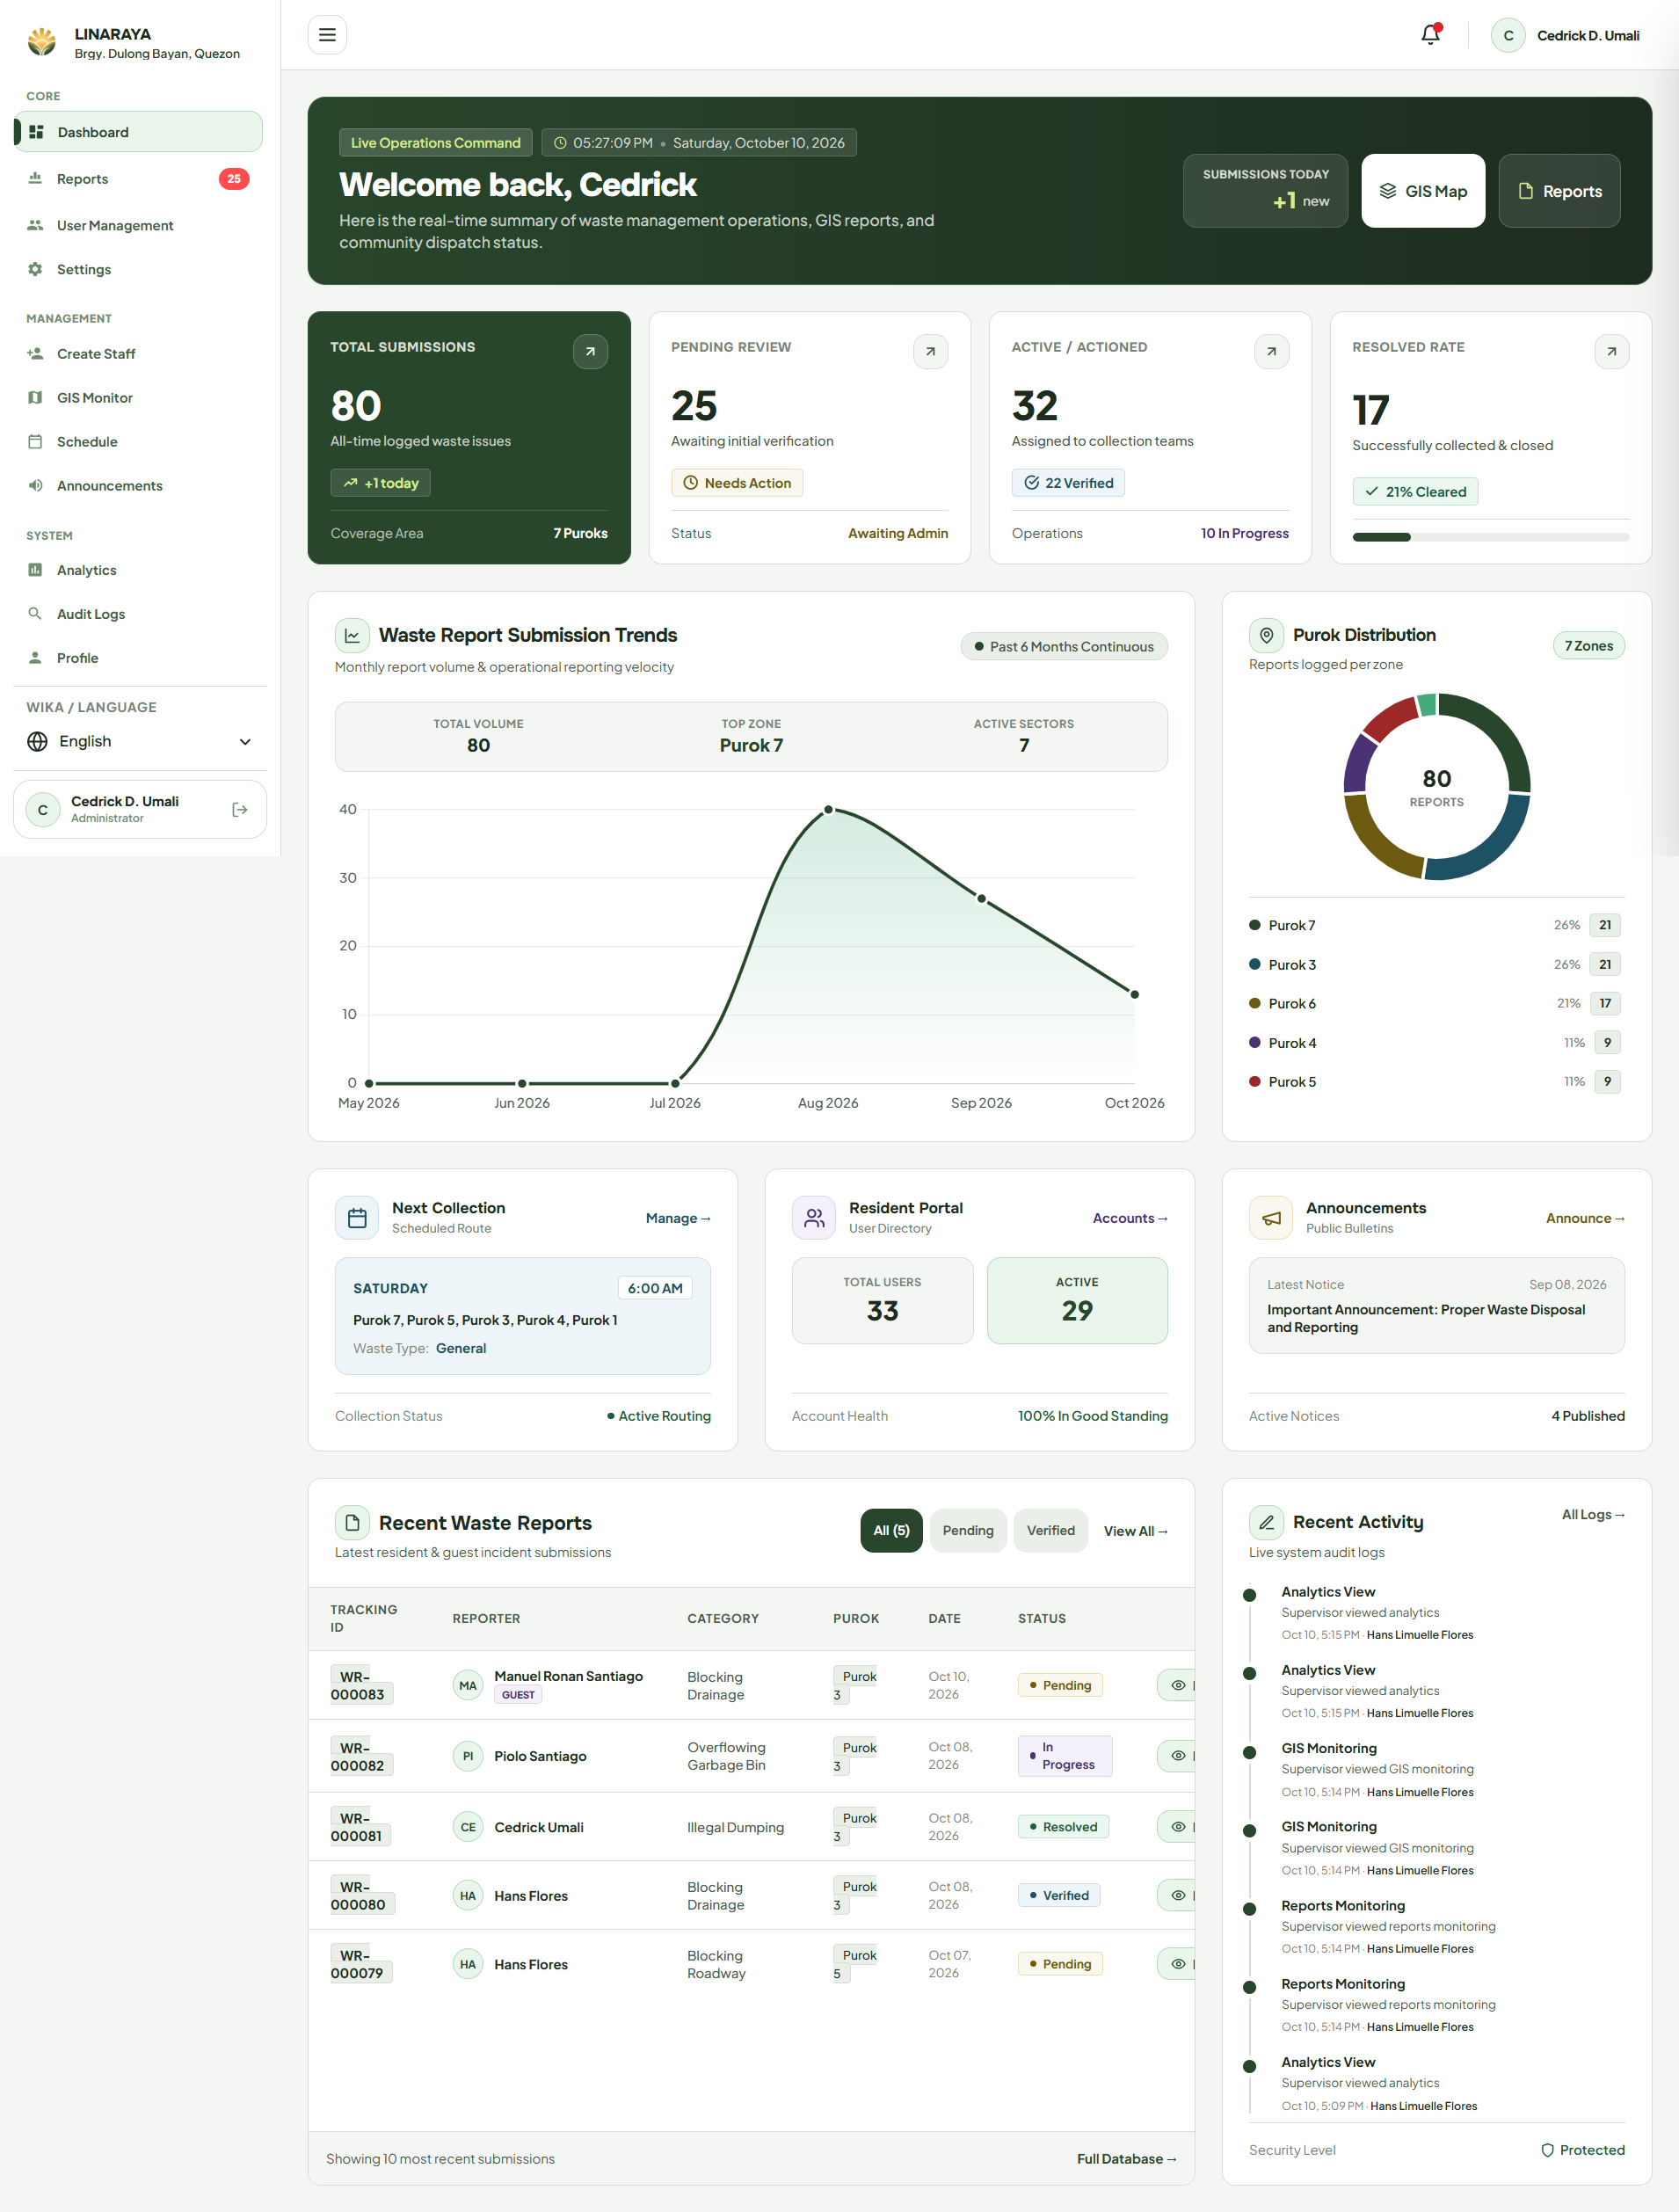 LINARAYA
Brgy. Dulong Bayan, Quezon
CORE
Dashboard
Reports 25
User Management
Settings
MANAGEMENT
Create Staff
GIS Monitor
Schedule
Announcements
SYSTEM
Analytics
Audit Logs
Profile
WIKA / LANGUAGE
English
C
Cedrick D. Umali
Administrator
C Cedrick D. Umali
Live Operations Command 05:27:09 PM • Saturday, October 10, 2026
Welcome back, Cedrick
Here is the real-time summary of waste management operations, GIS reports, and
community dispatch status.
SUBMISSIONS TODAY
+1 new
GIS Map
Reports
TOTAL SUBMISSIONS
80
All-time logged waste issues
+1 today
Coverage Area 7 Puroks
PENDING REVIEW
25
Awaiting initial verification
Needs Action
Status Awaiting Admin
ACTIVE / ACTIONED
32
Assigned to collection teams
22 Verified
Operations 10 In Progress
RESOLVED RATE
17
Successfully collected & closed
21% Cleared
Waste Report Submission Trends
Monthly report volume & operational reporting velocity
Past 6 Months Continuous
TOTAL VOLUME
80
TOP ZONE
Purok 7
ACTIVE SECTORS
7
40
30
20
10
0
May 2026 Jun 2026 Jul 2026 Aug 2026 Sep 2026 Oct 2026
Purok Distribution
Reports logged per zone
7 Zones
80
REPORTS
Purok 7 26% 21
Purok 3 26% 21
Purok 6 21% 17
Purok 4 11% 9
Purok 5 11% 9
Next Collection
Scheduled Route
Manage →
SATURDAY 6:00 AM
Purok 7, Purok 5, Purok 3, Purok 4, Purok 1
Waste Type: General
Collection Status • Active Routing
Resident Portal
User Directory
Accounts →
TOTAL USERS
33
ACTIVE
29
Account Health 100% In Good Standing
Announcements
Public Bulletins
Announce →
Latest Notice Sep 08, 2026
Important Announcement: Proper Waste Disposal
and Reporting
Active Notices 4 Published
Recent Waste Reports
Latest resident & guest incident submissions
All (5) Pending Verified View All →
TRACKING
ID
REPORTER CATEGORY PUROK DATE STATUS
WR-
000083
MA
Manuel Ronan Santiago
GUEST
Blocking
Drainage
Purok
3
Oct 10,
2026
Pending
WR-
000082
PI
Piolo Santiago
Overflowing
Garbage Bin
Purok
3
Oct 08,
2026
In
Progress
WR-
000081
CE
Cedrick Umali
Illegal Dumping
Purok
3
Oct 08,
2026
Resolved
WR-
000080
HA
Hans Flores
Blocking
Drainage
Purok
3
Oct 08,
2026
Verified
WR-
000079
HA
Hans Flores
Blocking
Roadway
Purok
5
Oct 07,
2026
Pending
Showing 10 most recent submissions Full Database →
Recent Activity
Live system audit logs
All Logs →
Analytics View
Supervisor viewed analytics
Oct 10, 5:15 PM · Hans Limuelle Flores
Analytics View
Supervisor viewed analytics
Oct 10, 5:15 PM · Hans Limuelle Flores
GIS Monitoring
Supervisor viewed GIS monitoring
Oct 10, 5:14 PM · Hans Limuelle Flores
GIS Monitoring
Supervisor viewed GIS monitoring
Oct 10, 5:14 PM · Hans Limuelle Flores
Reports Monitoring
Supervisor viewed reports monitoring
Oct 10, 5:14 PM · Hans Limuelle Flores
Reports Monitoring
Supervisor viewed reports monitoring
Oct 10, 5:14 PM · Hans Limuelle Flores
Analytics View
Supervisor viewed analytics
Oct 10, 5:09 PM · Hans Limuelle Flores
Security Level Protected